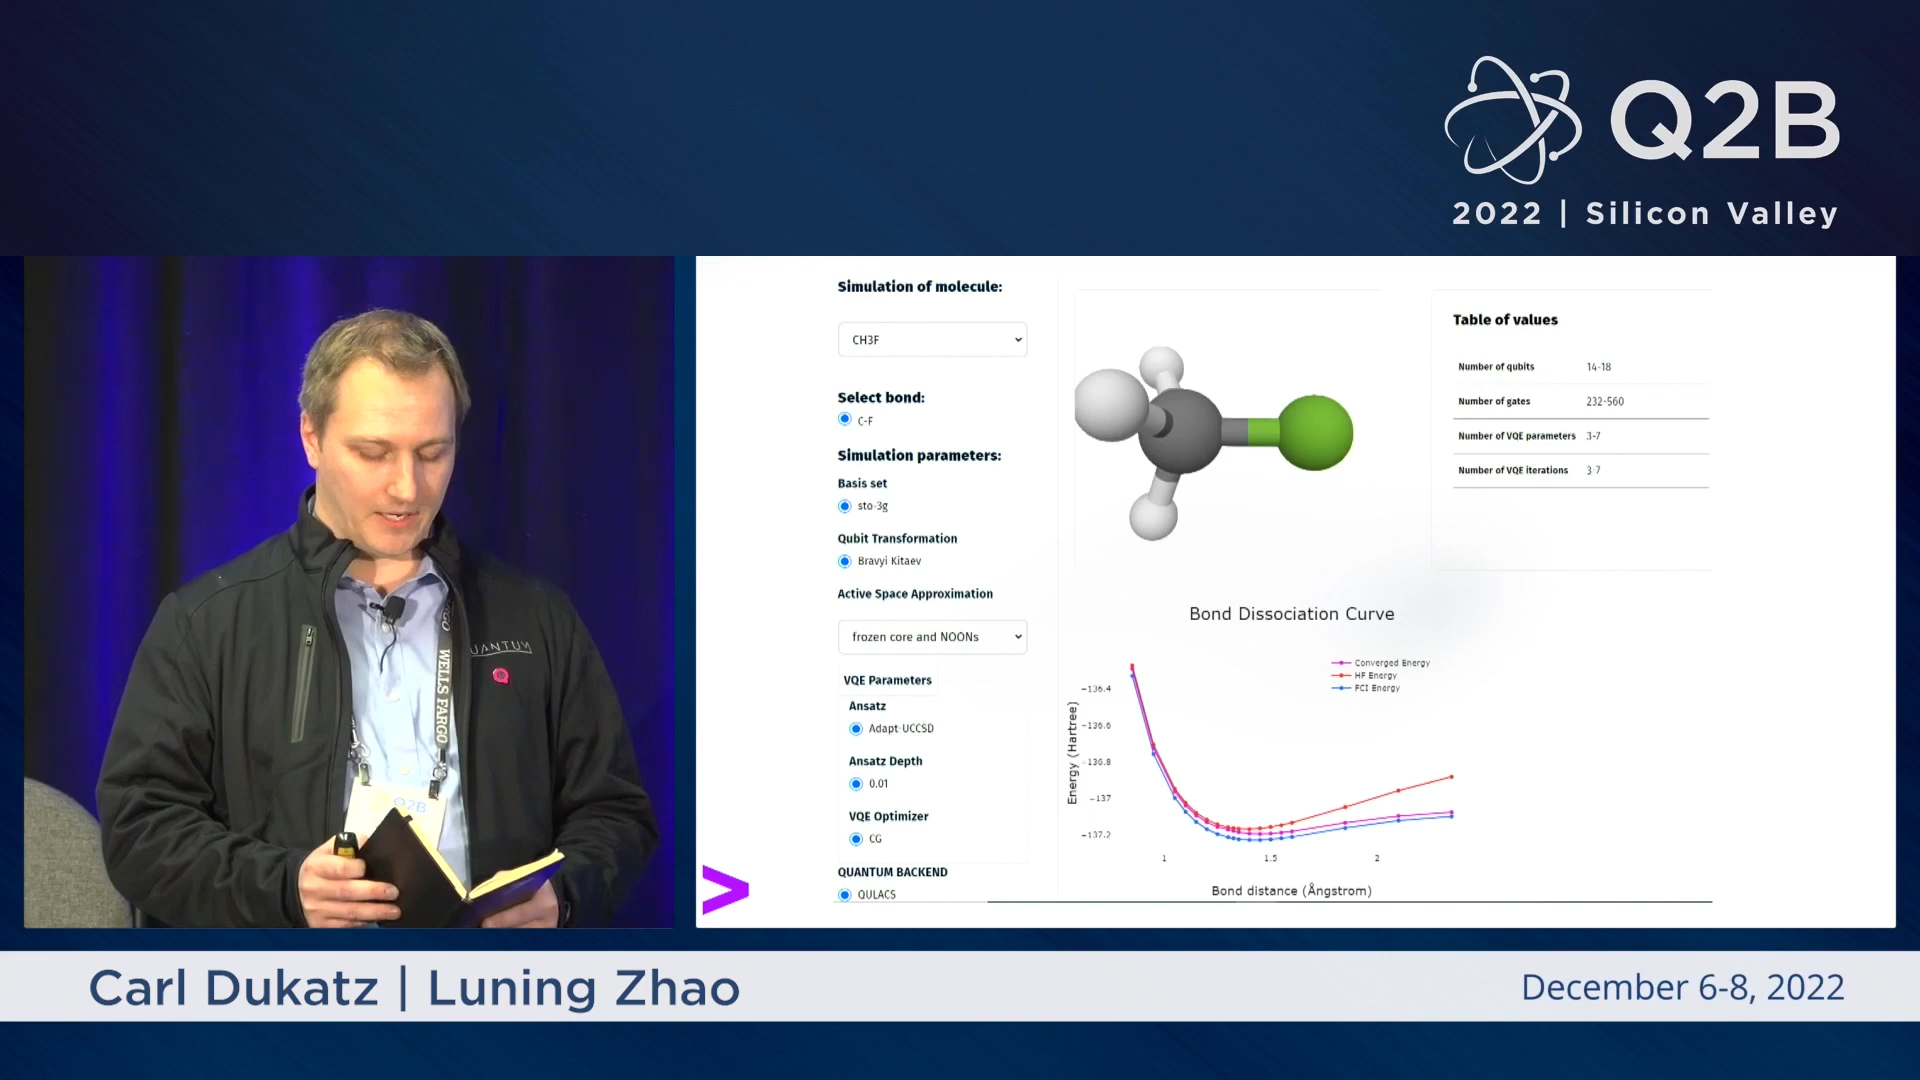 Q2B
2022 | Silicon Valley
Simulation of molecule:
CH3F
Select bond:
C-F
Simulation parameters:
Basis set
sto-3g
Qubit Transformation
Bravyi Kitaev
Active Space Approximation
frozen core and NOONs
VQE Parameters
Ansatz
Adapt-UCCSD
Ansatz Depth
0.01
VQE Optimizer
CG
QUANTUM BACKEND
QULACS
Table of values
Number of qubits 14-18
Number of gates 232-560
Number of VQE parameters 3-7
Number of VQE iterations 3-7
Bond Dissociation Curve
Converged Energy
HF Energy
FCI Energy
Energy (Hartree)
−136.4
−136.6
−136.8
−137
−137.2
1 1.5 2
Bond distance (Ångstrom)
>
UANTUM
WELLS FARGO
Q2B
Carl Dukatz | Luning Zhao
December 6-8, 2022